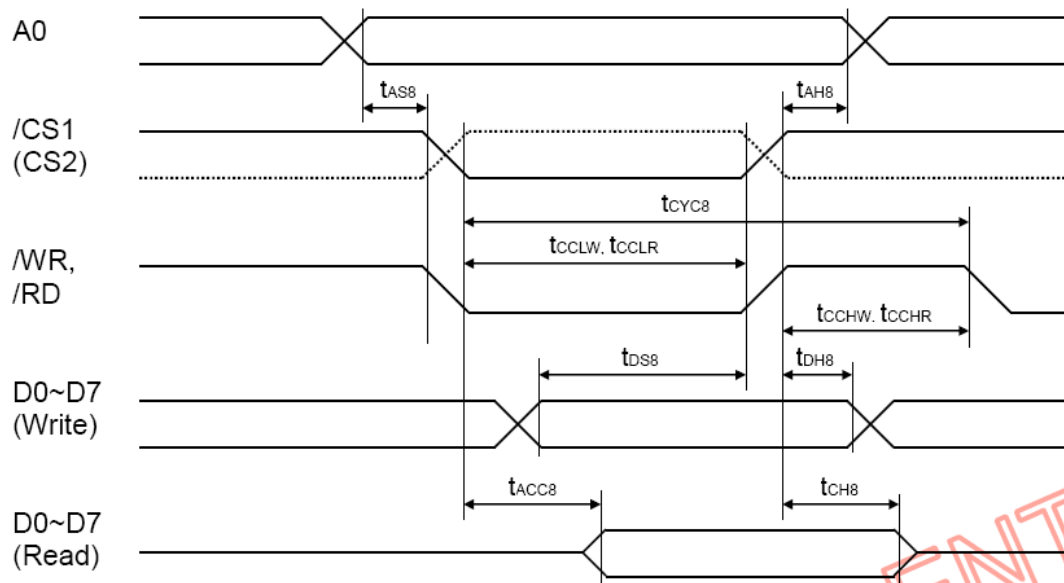 A0
tAS8
tAH8
/CS1
(CS2)
tCYC8
/WR,
/RD
tCCLW, tCCLR
tCCHW. tCCHR
tDS8
tDH8
D0~D7
(Write)
tACC8
tCH8
D0~D7
(Read)
ENT